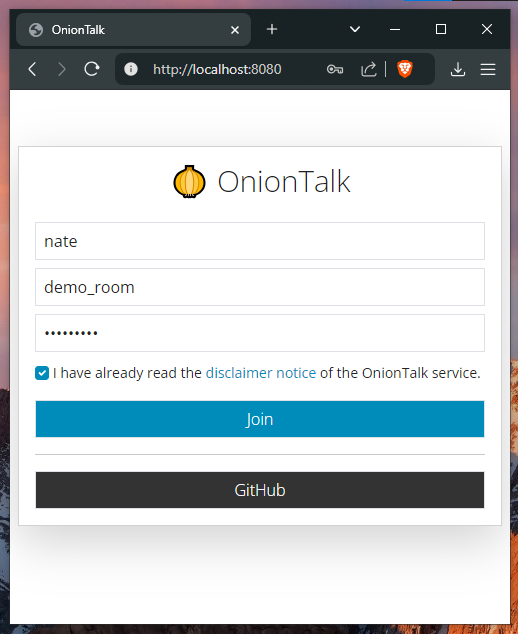 OnionTalk
http://localhost:8080
OnionTalk
nate
demo_room
•••••••••
I have already read the disclaimer notice of the OnionTalk service.
Join
GitHub